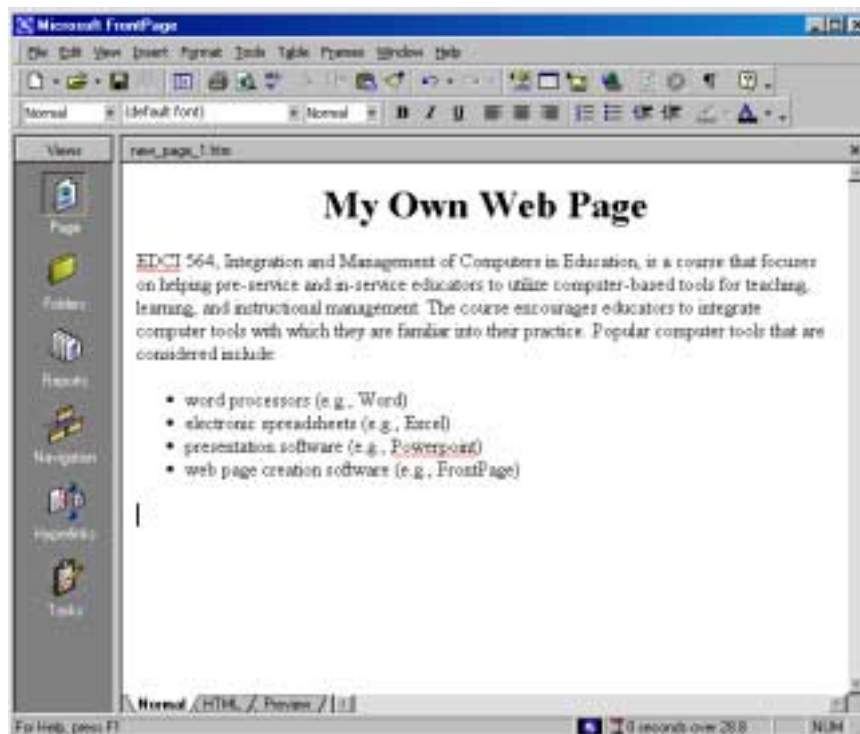 Microsoft FrontPage
File Edit View Insert Format Tools Table Frames Window Help
Normal (default font) Normal B I U A
Views new_page_1.htm
My Own Web Page
Page
EDCI 564, Integration and Management of Computers in Education, is a course that focuses
on helping pre-service and in-service educators to utilize computer-based tools for teaching,
Folders
learning, and instructional management. The course encourages educators to integrate
computer tools with which they are familiar into their practice. Popular computer tools that are
considered include:
Reports
• word processors (e.g., Word)
• electronic spreadsheets (e.g., Excel)
• presentation software (e.g., Powerpoint)
Navigation
• web page creation software (e.g., FrontPage)
Hyperlinks
Tasks
Normal HTML Preview
For Help, press F1 0 seconds over 28.8 NUM